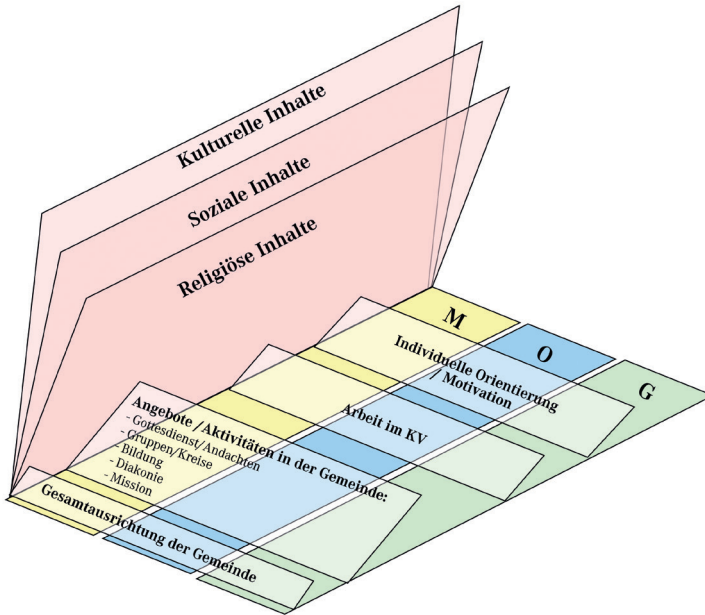 Kulturelle Inhalte
Soziale Inhalte
Religiöse Inhalte
M
O
G
Individuelle Orientierung
/ Motivation
Arbeit im KV
Angebote /Aktivitäten in der Gemeinde:
- Gottesdienst/Andachten
- Gruppen/Kreise
- Bildung
- Diakonie
- Mission
Gesamtausrichtung der Gemeinde